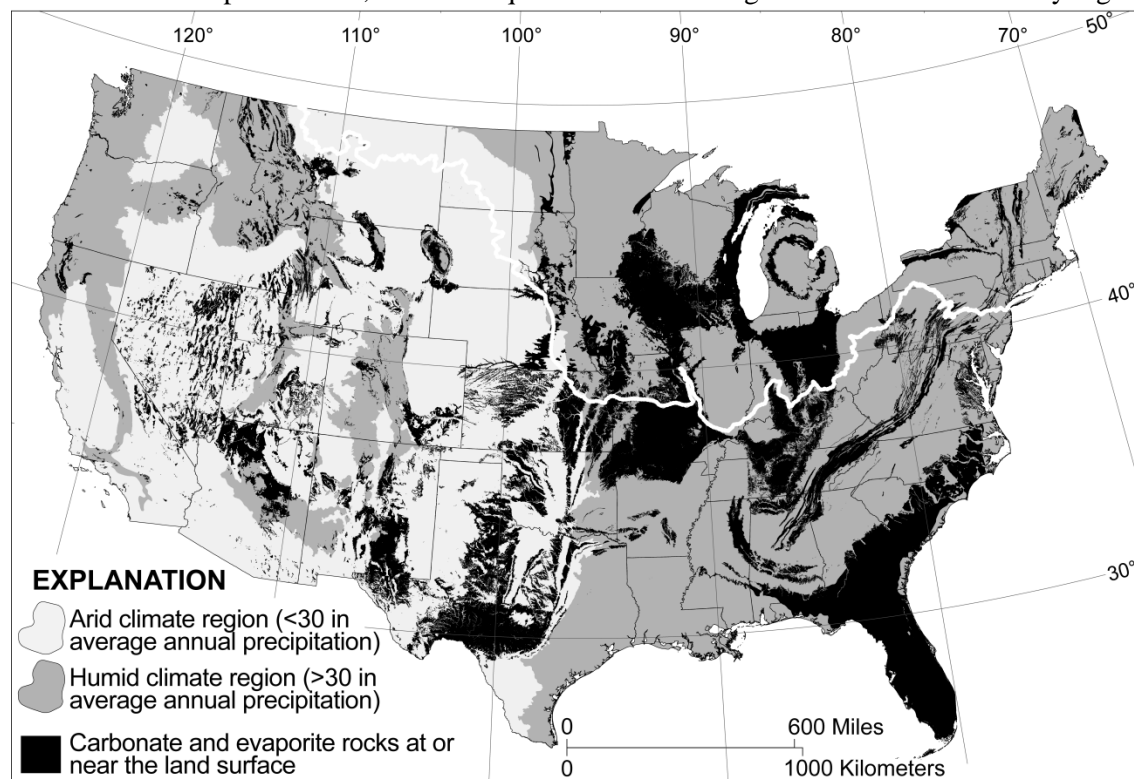 120° 110° 100° 90° 80° 70° 50°
40°
30°
EXPLANATION
Arid climate region (<30 in
average annual precipitation)
Humid climate region (>30 in
average annual precipitation)
Carbonate and evaporite rocks at or
near the land surface
0 600 Miles
0 1000 Kilometers